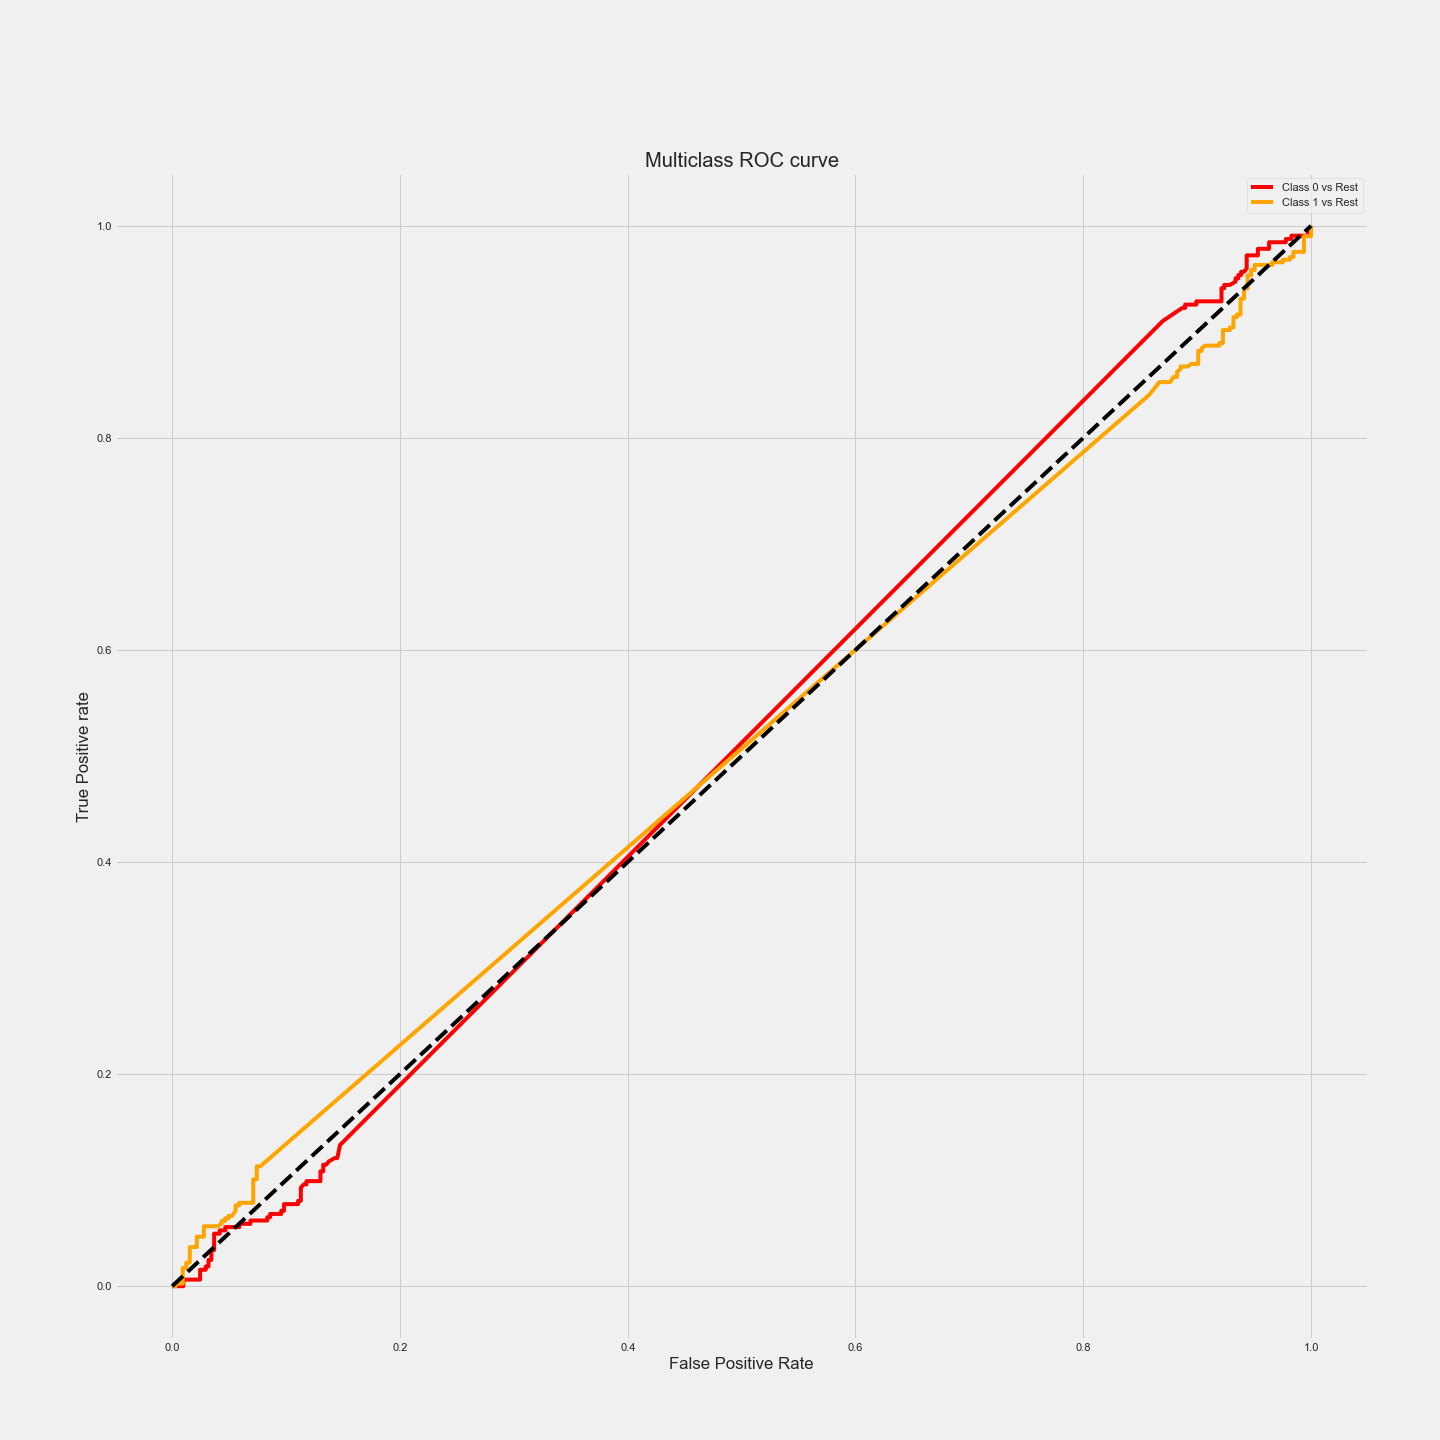 Multiclass ROC curve
Class 0 vs Rest
Class 1 vs Rest
1.0
0.8
0.6
0.4
0.2
0.0
True Positive rate
0.0 0.2 0.4 0.6 0.8 1.0
False Positive Rate